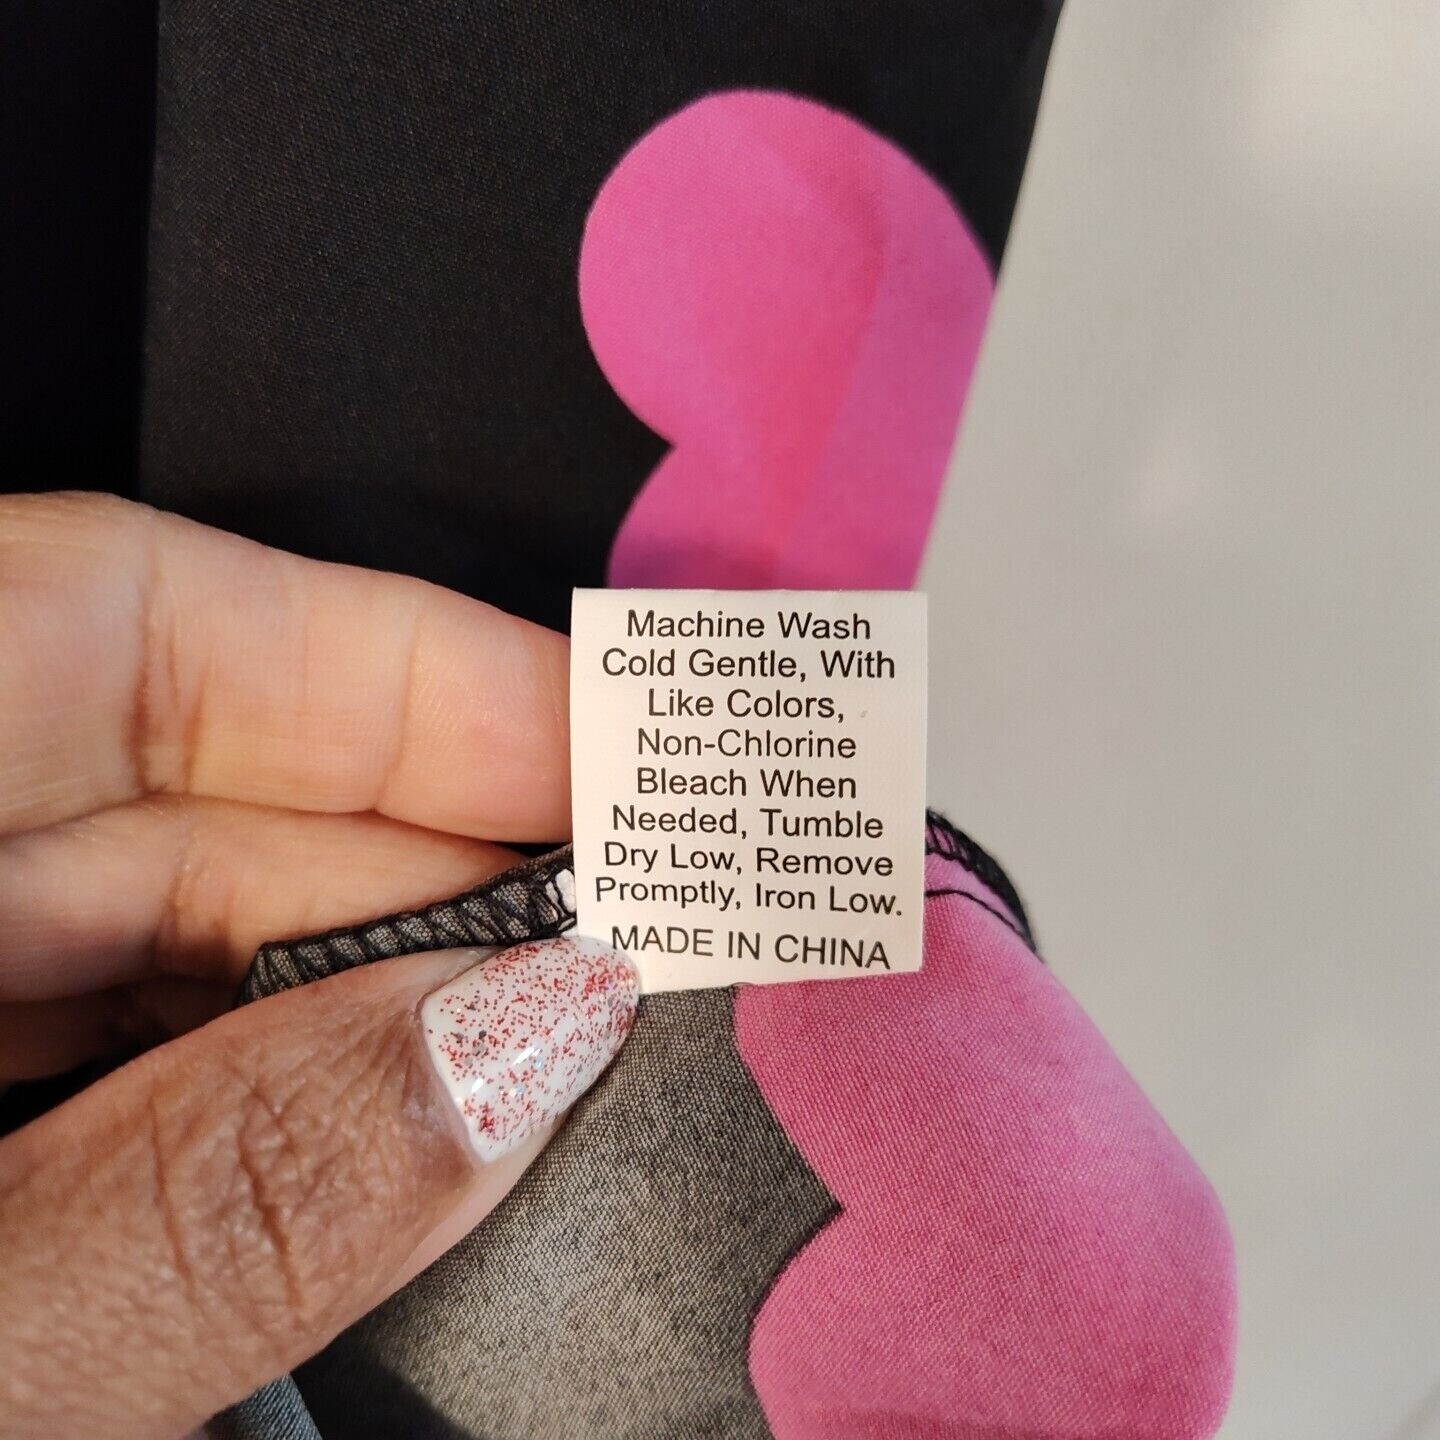 Machine Wash
Cold Gentle, With
Like Colors,
Non-Chlorine
Bleach When
Needed, Tumble
Dry Low, Remove
Promptly, Iron Low.
MADE IN CHINA